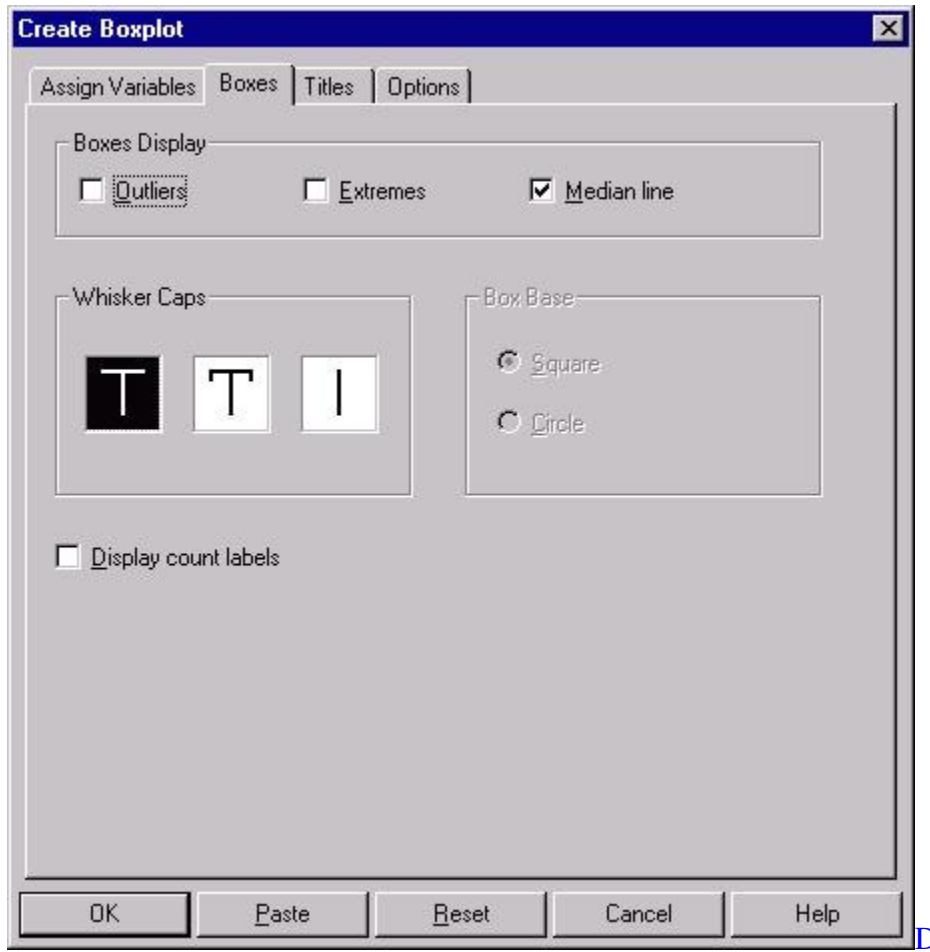 Create Boxplot
Assign Variables Boxes Titles Options
Boxes Display
Outliers Extremes Median line
Whisker Caps Box Base
Square
Circle
Display count labels
OK Paste Reset Cancel Help
D